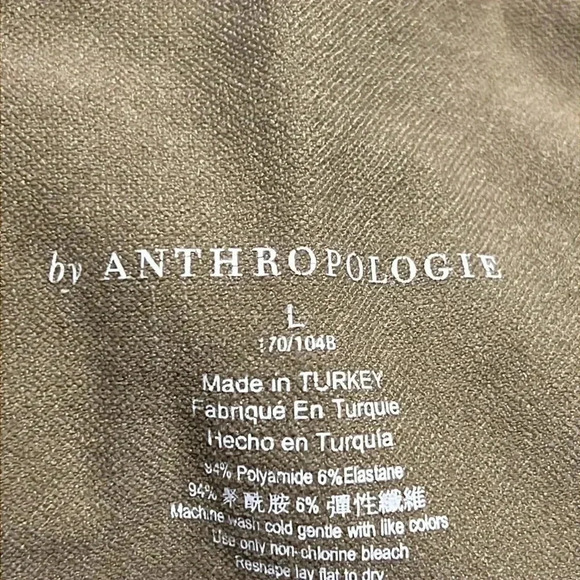 by ANTHROPOLOGIE
L
170/104B
Made in TURKEY
Fabriqué En Turquie
Hecho en Turquía
94% Polyamide 6% Elastane
94% 聚酰胺 6% 彈性纖維
Machine wash cold gentle with like colors
Use only non-chlorine bleach
Reshape lay flat to dry